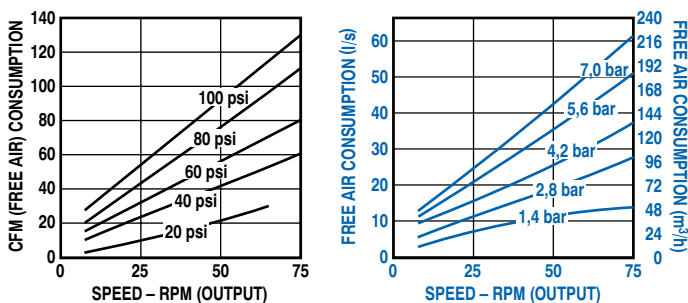 CFM (FREE AIR) CONSUMPTION
140
120
100
80
60
40
20
0
100 psi
80 psi
60 psi
40 psi
20 psi
0
25
50
75
SPEED – RPM (OUTPUT)
FREE AIR CONSUMPTION (l/s)
60
50
40
30
20
10
0
7,0 bar
5,6 bar
4,2 bar
2,8 bar
1,4 bar
240
216
192
168
144
120
96
72
48
24
0
FREE AIR CONSUMPTION (m³/h)
0
25
50
75
SPEED – RPM (OUTPUT)